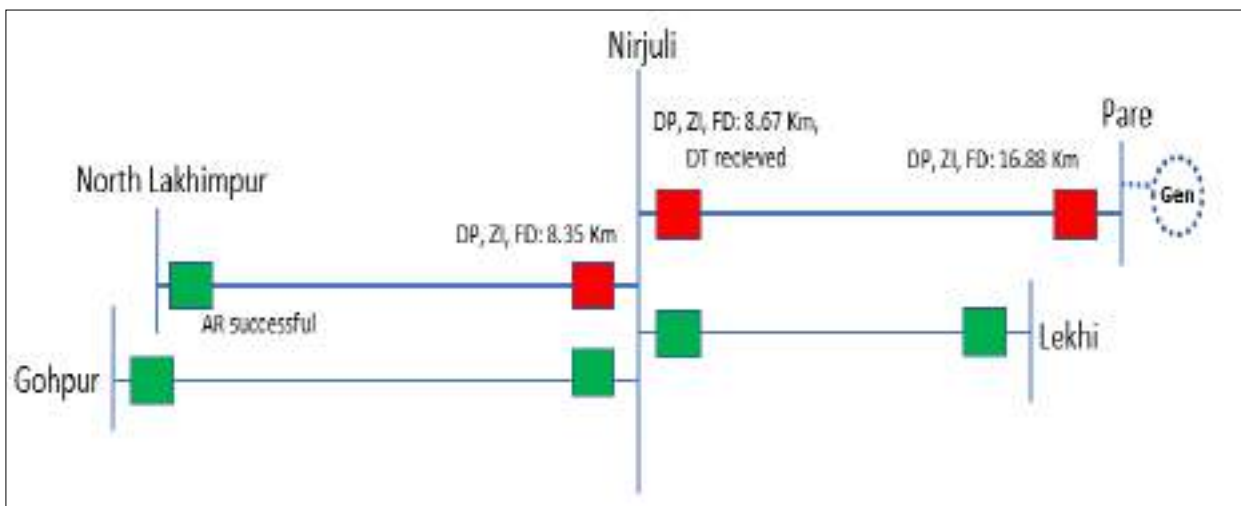 Nirjuli
DP, ZI, FD: 8.67 Km,
DT recieved
Pare
DP, ZI, FD: 16.88 Km
Gen
North Lakhimpur
DP, ZI, FD: 8.35 Km
AR successful
Lekhi
Gohpur